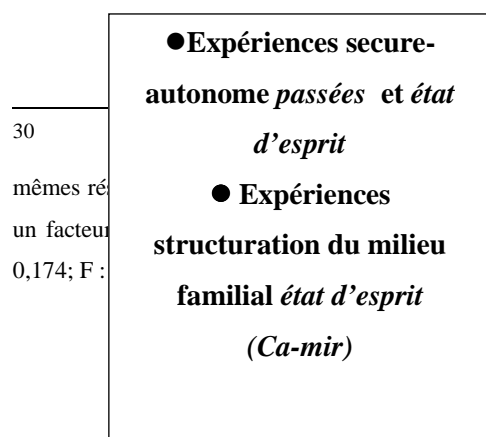 ●Expériences secure-
autonome passées et état
d'esprit
● Expériences
structuration du milieu
familial état d'esprit
(Ca-mir)
30
mêmes
un facteur
0,174; F :